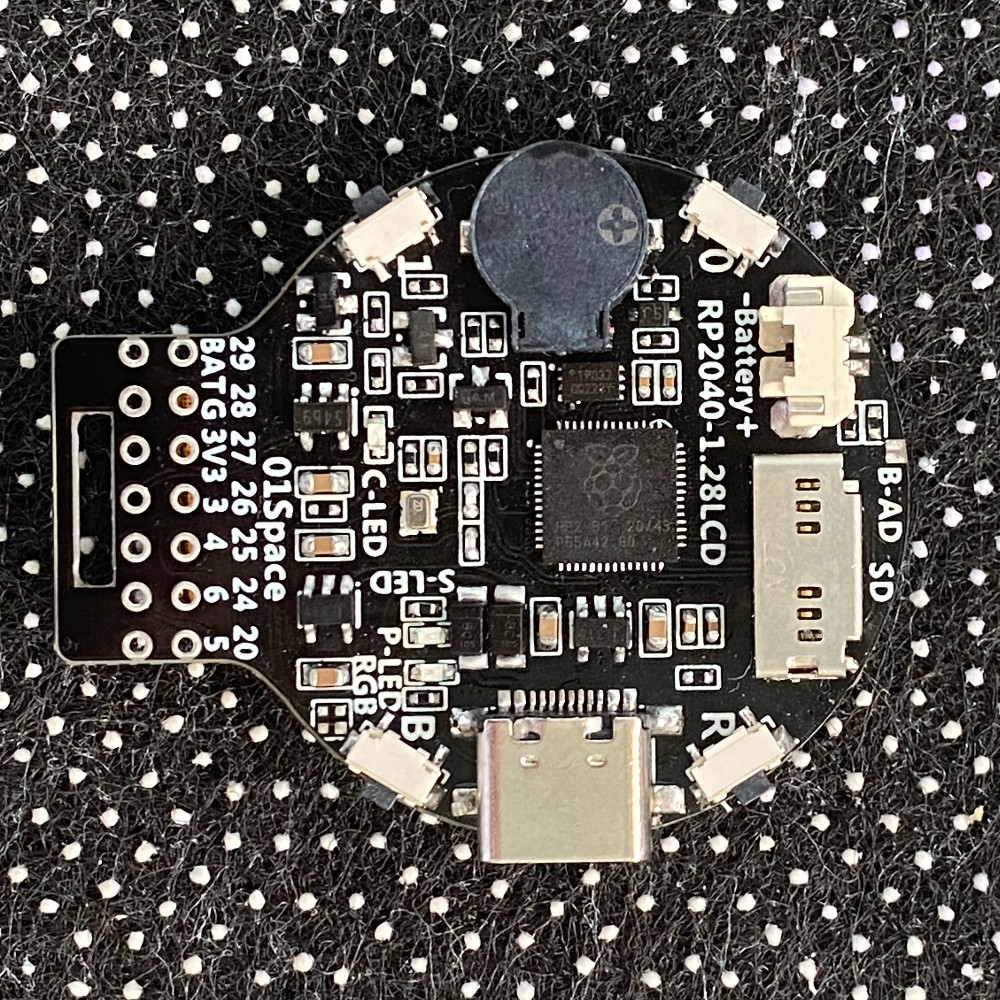 1
0
-Battery+
RP2040-1.28LCD
29 28 27 26 25 24 20
BAT G 3V3 3 4 6 5
01Space
C-LED
S-LED
P-LED
RGB
B
R
B-AD
SD